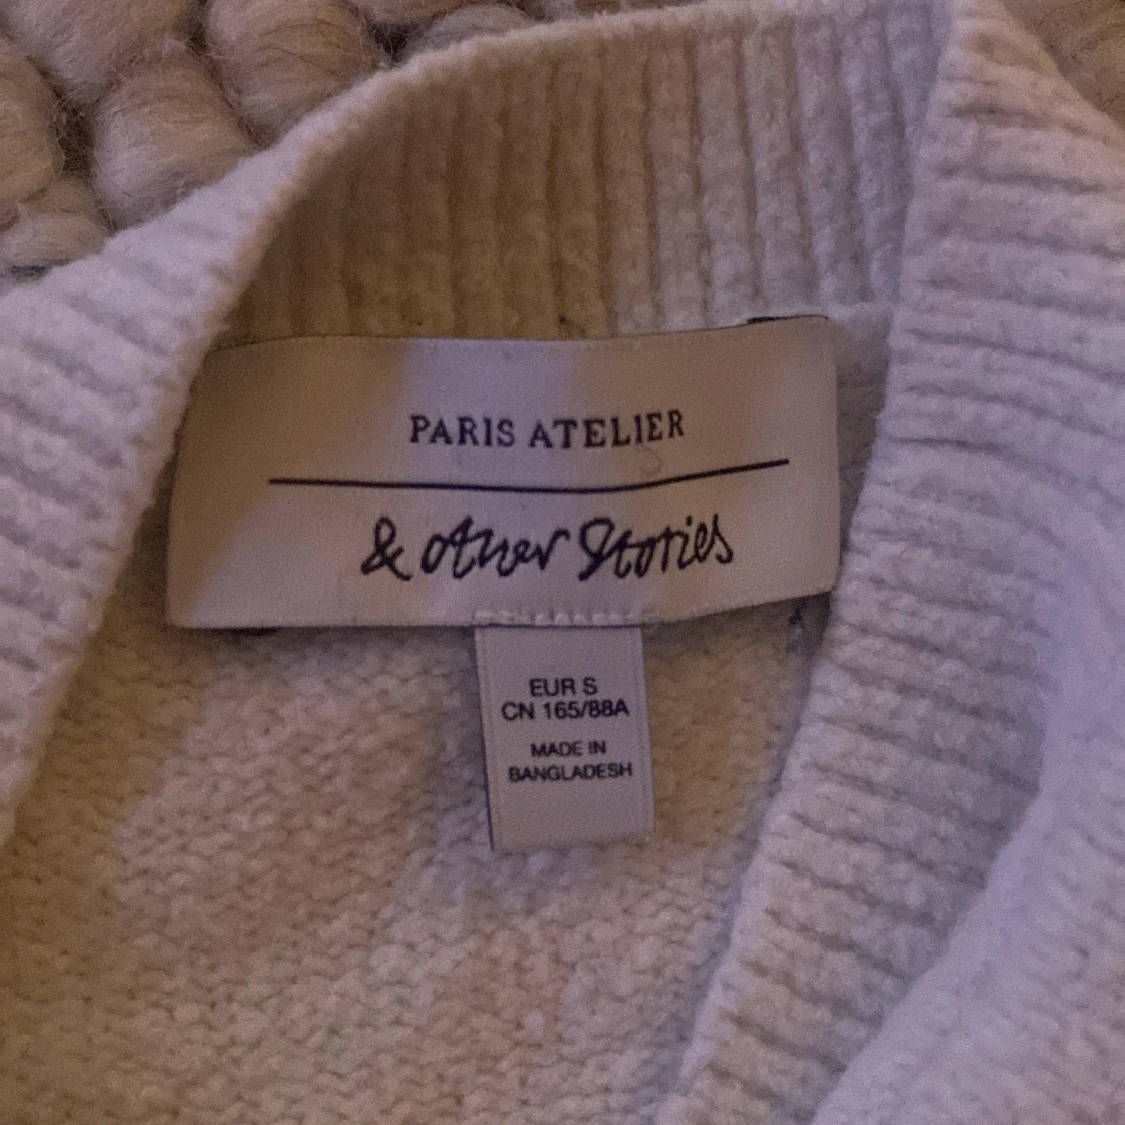 PARIS ATELIER
& other Stories
EUR S
CN 165/88A
MADE IN
BANGLADESH